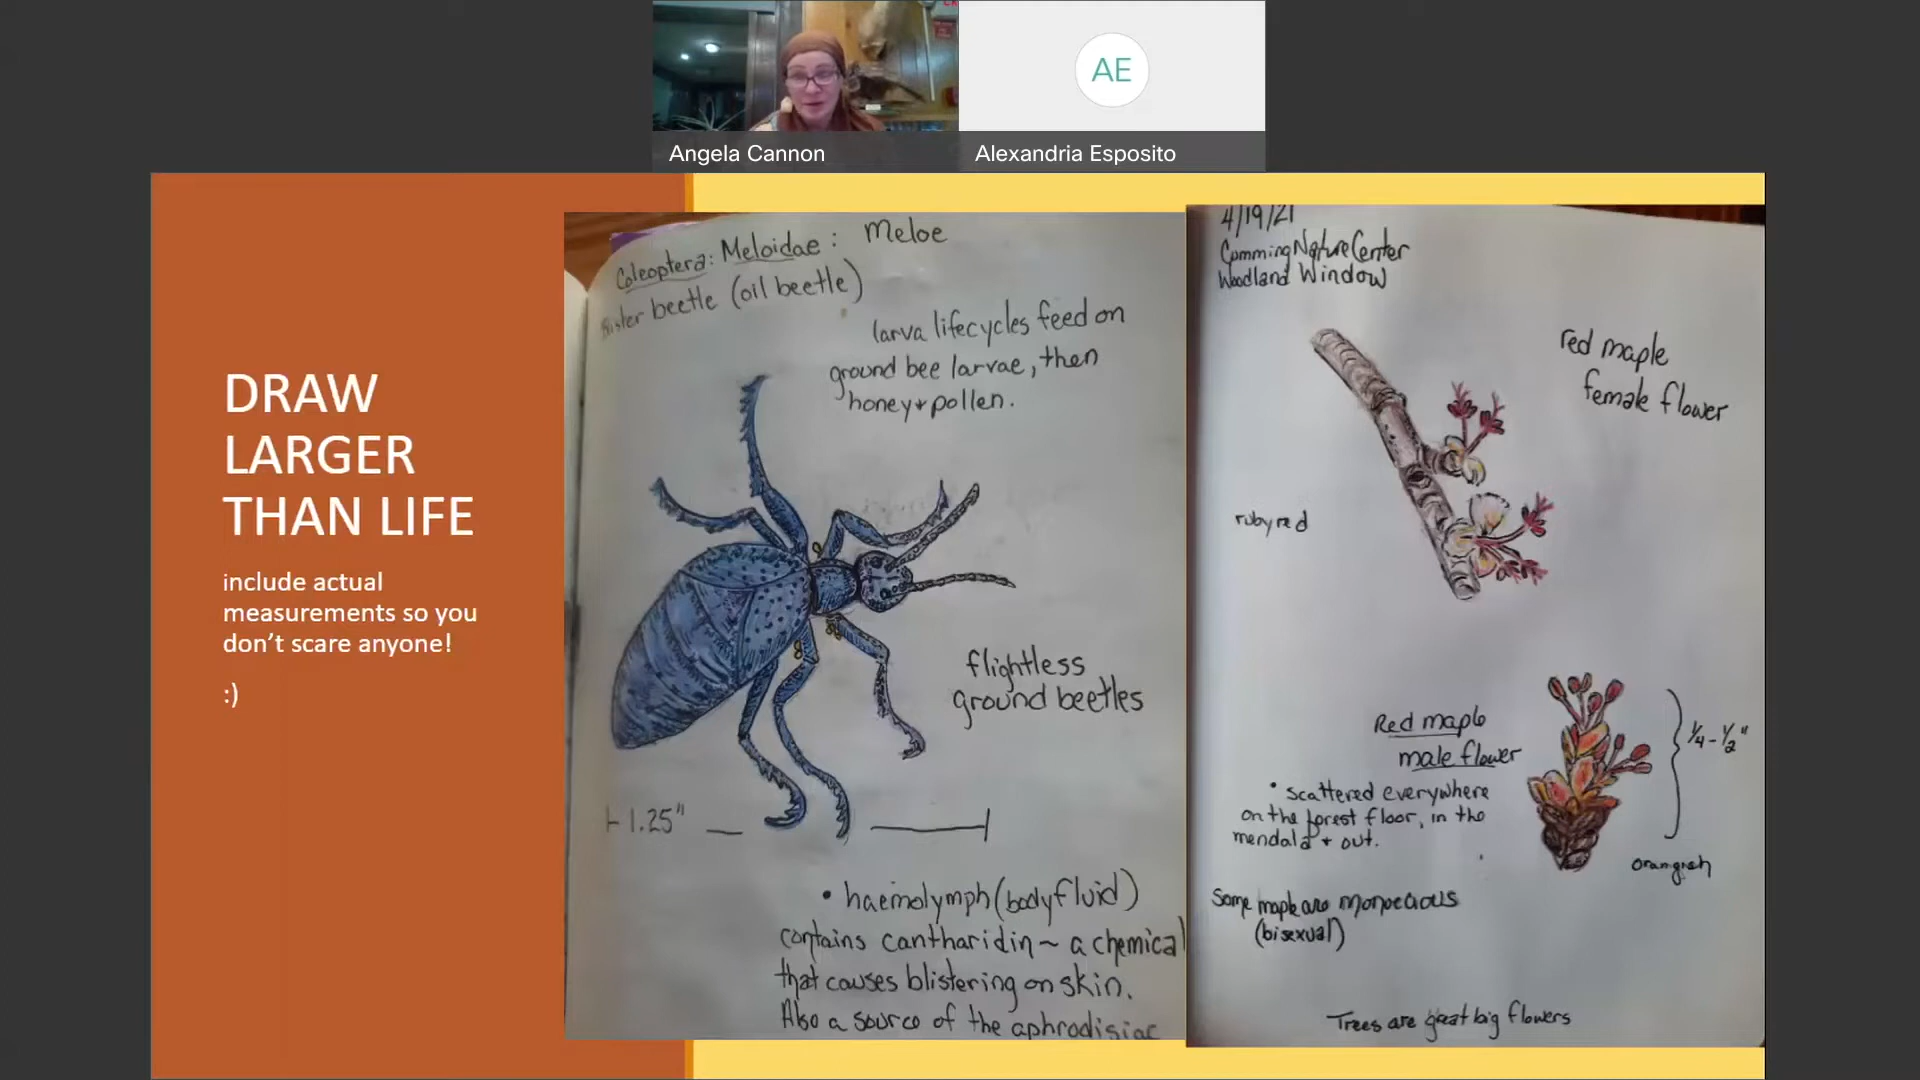 AE
Angela Cannon
Alexandria Esposito
DRAW
LARGER
THAN LIFE
include actual
measurements so you
don't scare anyone!
:)
Coleoptera: Meloidae: Meloe
Blister beetle (oil beetle)
larva lifecycles feed on
ground bee larvae, then
honey + pollen.
flightless
ground beetles
1.25"
• haemolymph (body fluid)
contains cantharidin ~ a chemical
that causes blistering on skin.
Also a source of the aphrodisiac
4/19/21
Cumming Nature Center
Woodland Window
red maple
female flower
ruby red
Red maple
male flower
• scattered everywhere
on the forest floor, in the
mendala + out.
1/4 - 1/2"
Some maple are monoecious
(bisexual)
Trees are great big flowers